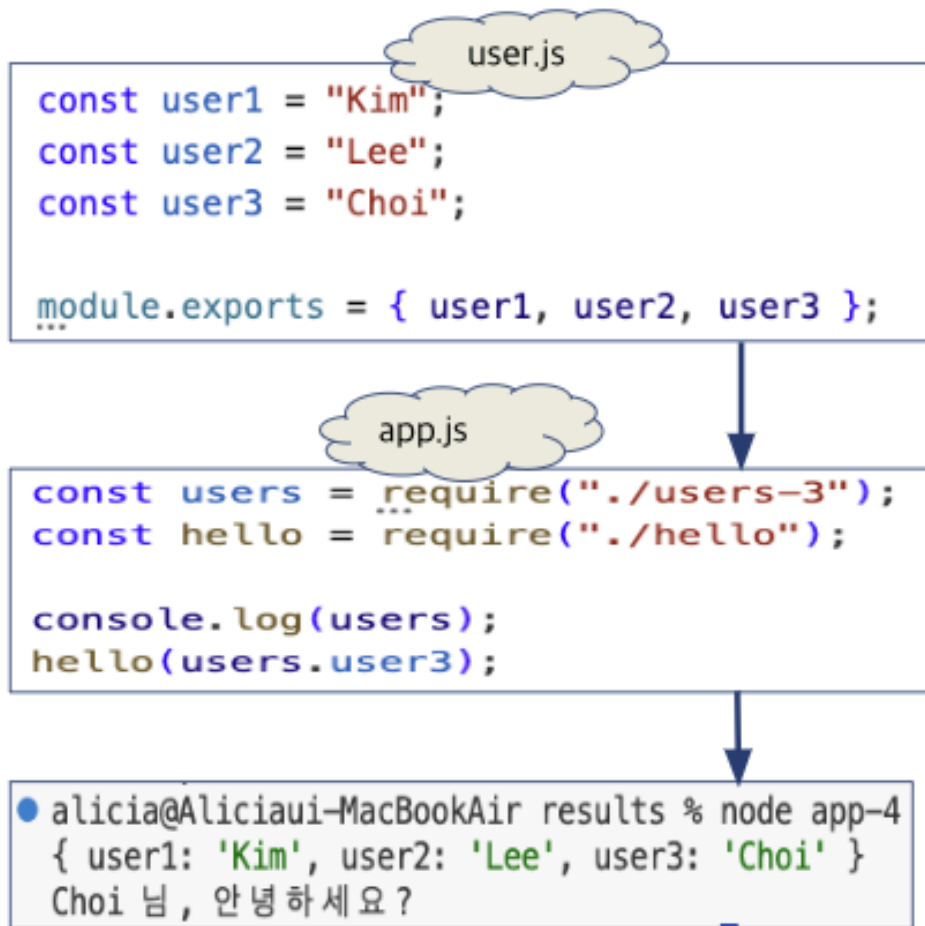 user.js
const user1 = "Kim";
const user2 = "Lee";
const user3 = "Choi";
module.exports = { user1, user2, user3 };
app.js
const users = require("./users-3");
const hello = require("./hello");
console.log(users);
hello(users.user3);
alicia@Aliciaui-MacBookAir results % node app-4
{ user1: 'Kim', user2: 'Lee', user3: 'Choi' }
Choi 님, 안녕하세요?